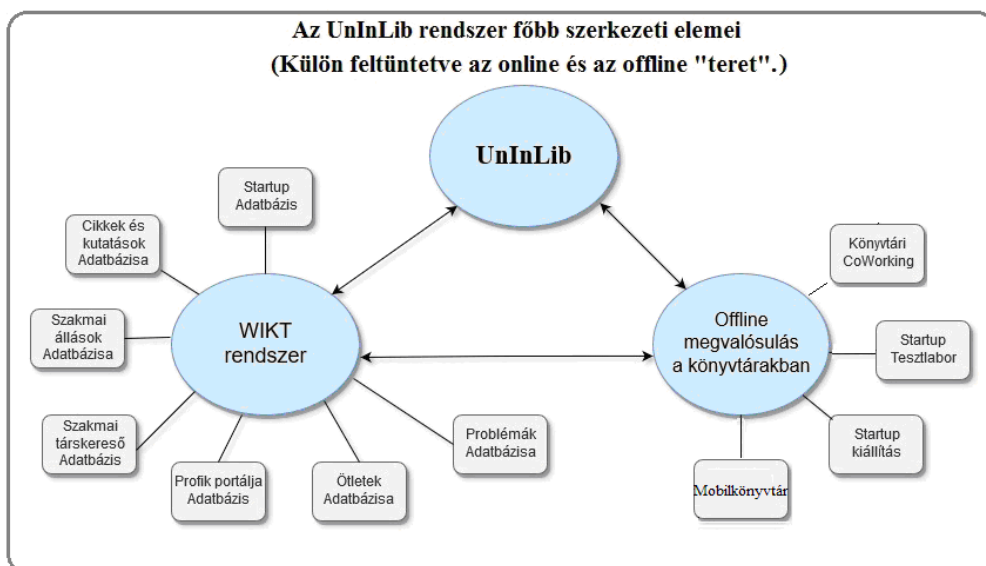 Az UnInLib rendszer főbb szerkezeti elemei
(Külön feltüntetve az online és az offline "teret".)
UnInLib
Startup
Adatbázis
Cikkek és
kutatások
Adatbázisa
Szakmai
állások
Adatbázisa
Szakmai
társkereső
Adatbázis
Profik portálja
Adatbázis
Ötletek
Adatbázisa
Problémák
Adatbázisa
WIKT
rendszer
Offline
megvalósulás
a könyvtárakban
Könyvtári
CoWorking
Startup
Tesztlabor
Startup
kiállítás
Mobilkönyvtár